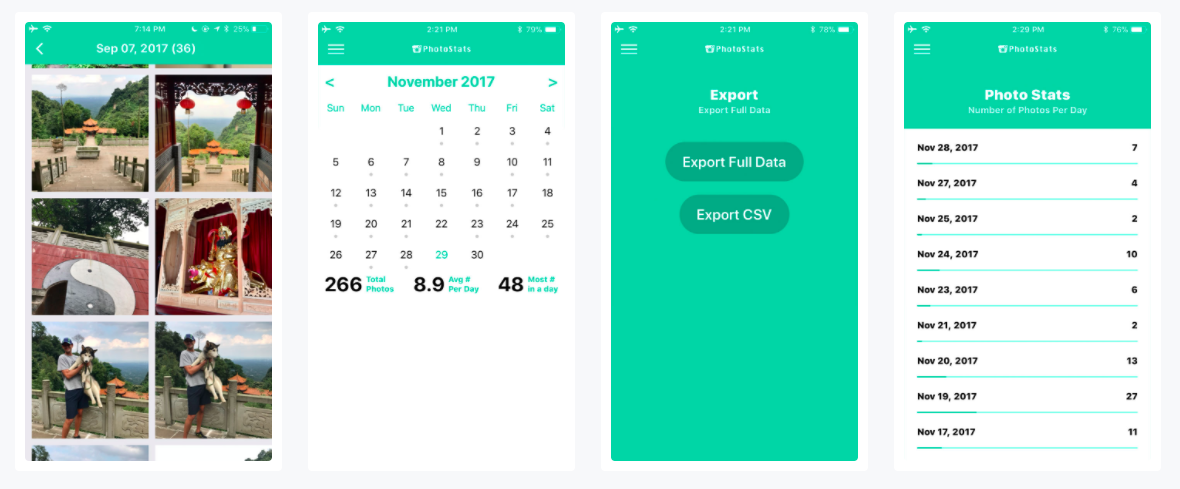 7:14 PM 25%
Sep 07, 2017 (36)
2:21 PM 79%
PhotoStats
< November 2017 >
Sun Mon Tue Wed Thu Fri Sat
1 2 3 4
5 6 7 8 9 10 11
12 13 14 15 16 17 18
19 20 21 22 23 24 25
26 27 28 29 30
266 Total Photos 8.9 Avg # Per Day 48 Most # in a day
2:21 PM 78%
PhotoStats
Export
Export Full Data
Export Full Data
Export CSV
2:29 PM 76%
PhotoStats
Photo Stats
Number of Photos Per Day
Nov 28, 2017 7
Nov 27, 2017 4
Nov 25, 2017 2
Nov 24, 2017 10
Nov 23, 2017 6
Nov 21, 2017 2
Nov 20, 2017 13
Nov 19, 2017 27
Nov 17, 2017 11